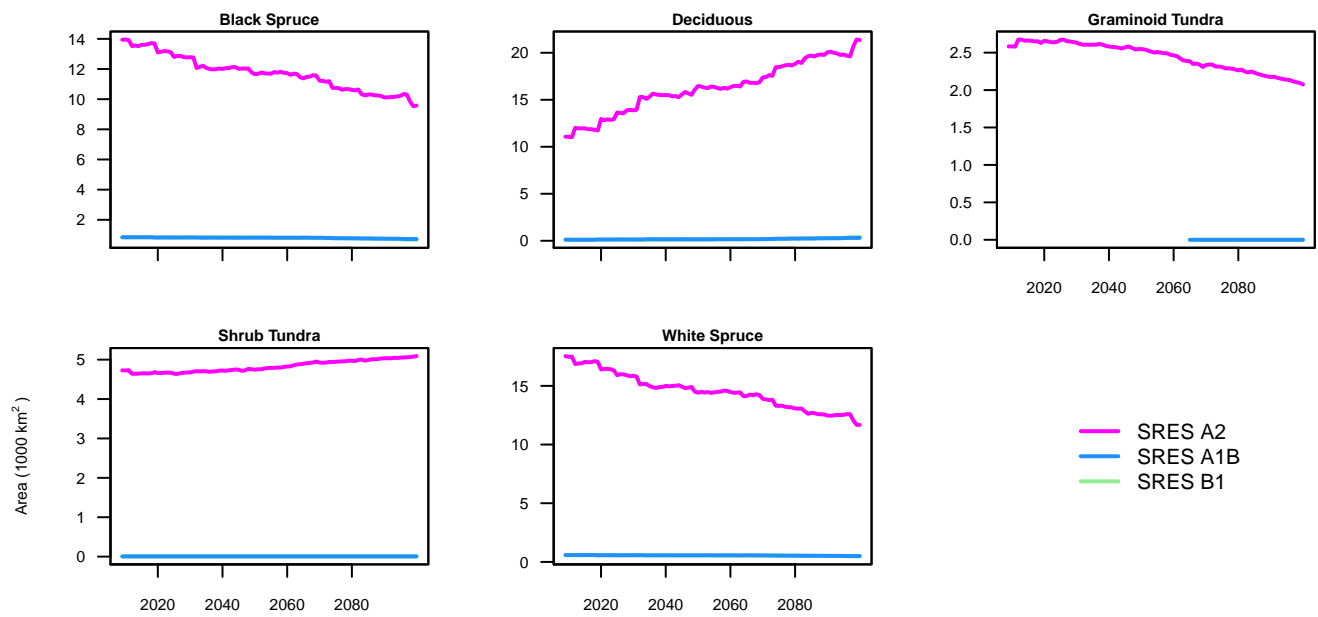 Black Spruce
14
12
10
8
6
4
2
Deciduous
20
15
10
5
0
Graminoid Tundra
2.5
2.0
1.5
1.0
0.5
0.0
2020 2040 2060 2080
Shrub Tundra
5
4
3
2
1
0
2020 2040 2060 2080
White Spruce
15
10
5
0
2020 2040 2060 2080
Area (1000 km²)
SRES A2
SRES A1B
SRES B1